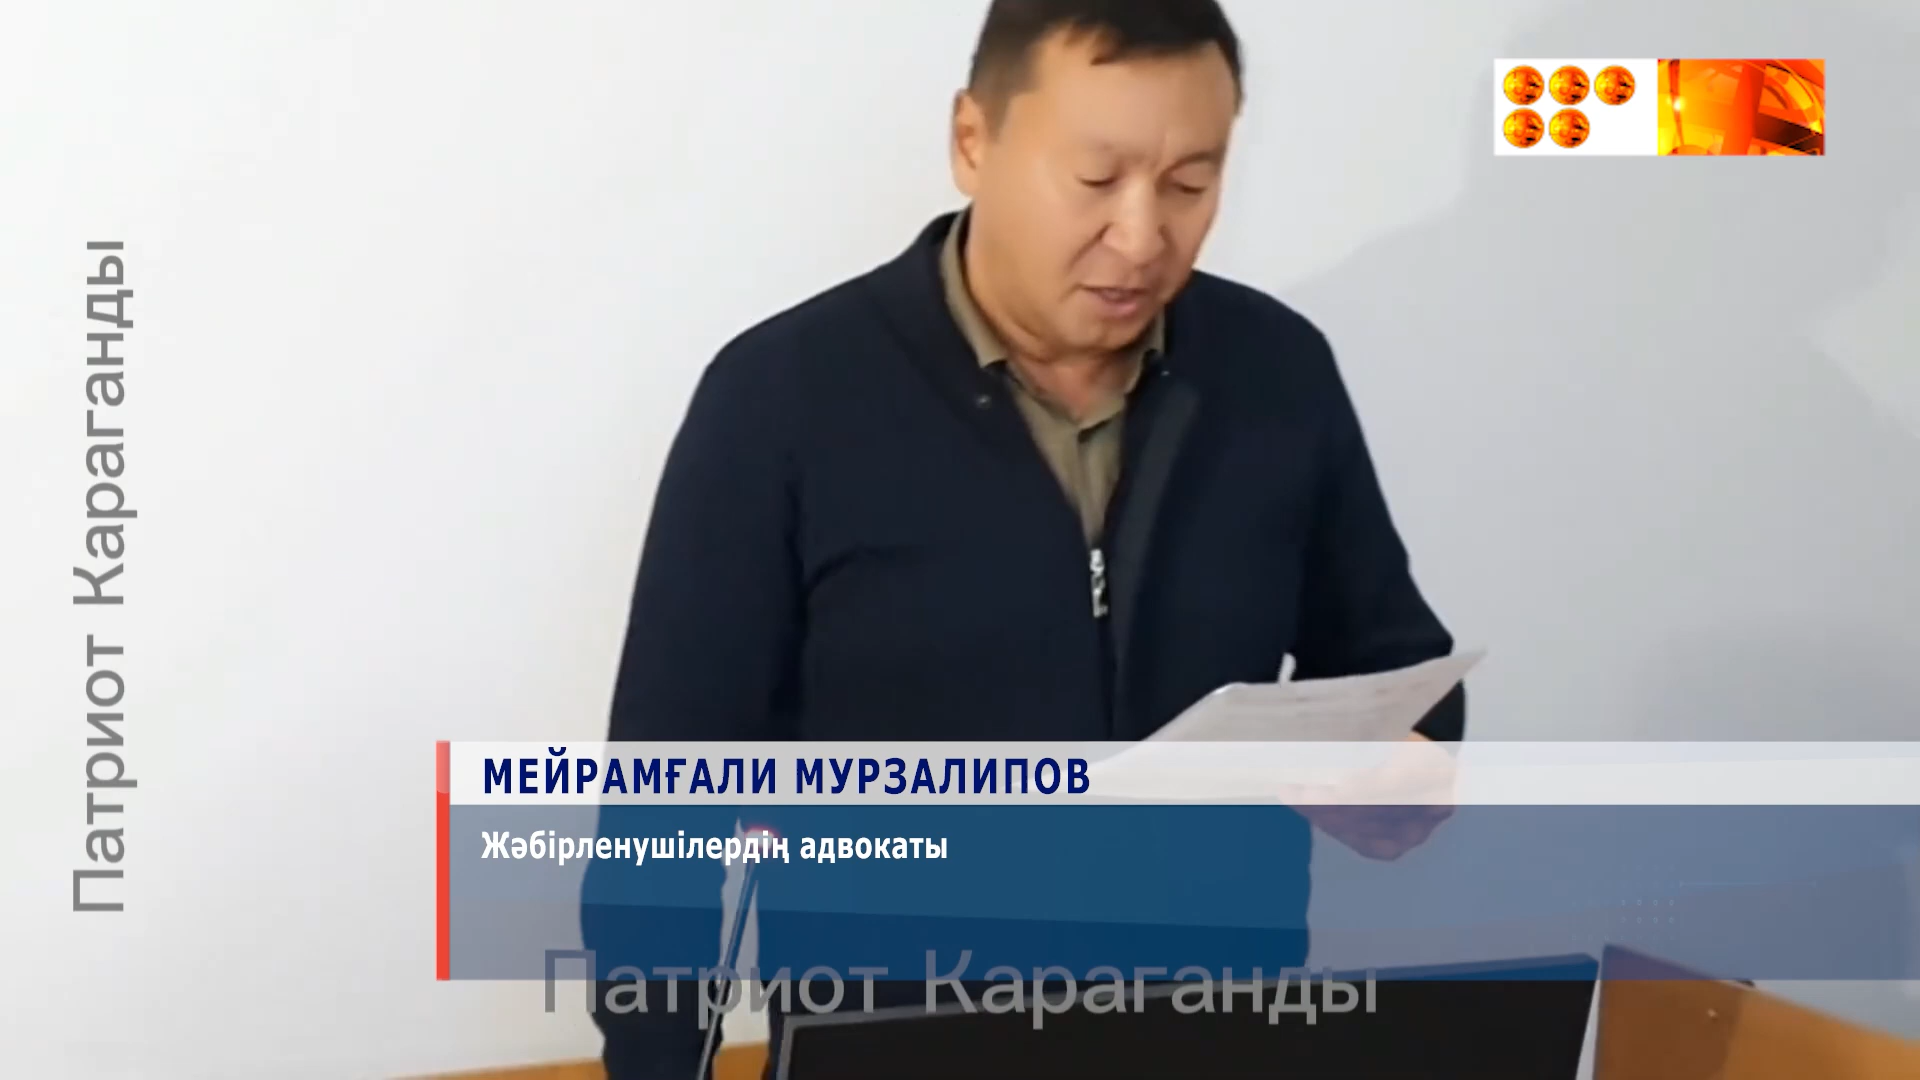 Патриот Караганды
МЕЙРАМҒАЛИ МУРЗАЛИПОВ
Жәбірленушілердің адвокаты
Патриот Караганды